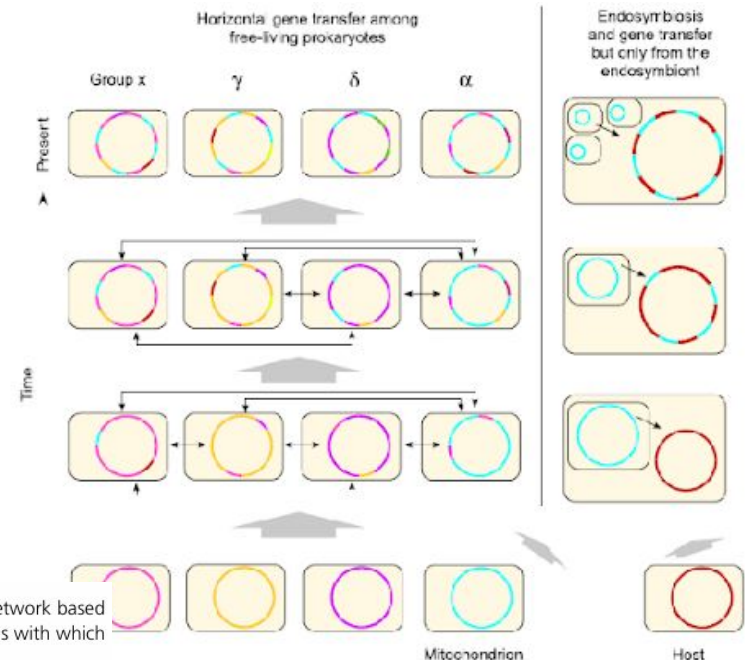 Horizontal gene transfer among
free-living prokaryotes
Endosymbiosis
and gene transfer
but only from the
endosymbiont
Group x
γ
δ
α
Present
Time
etwork based
s with which
Mitochondrion
Host